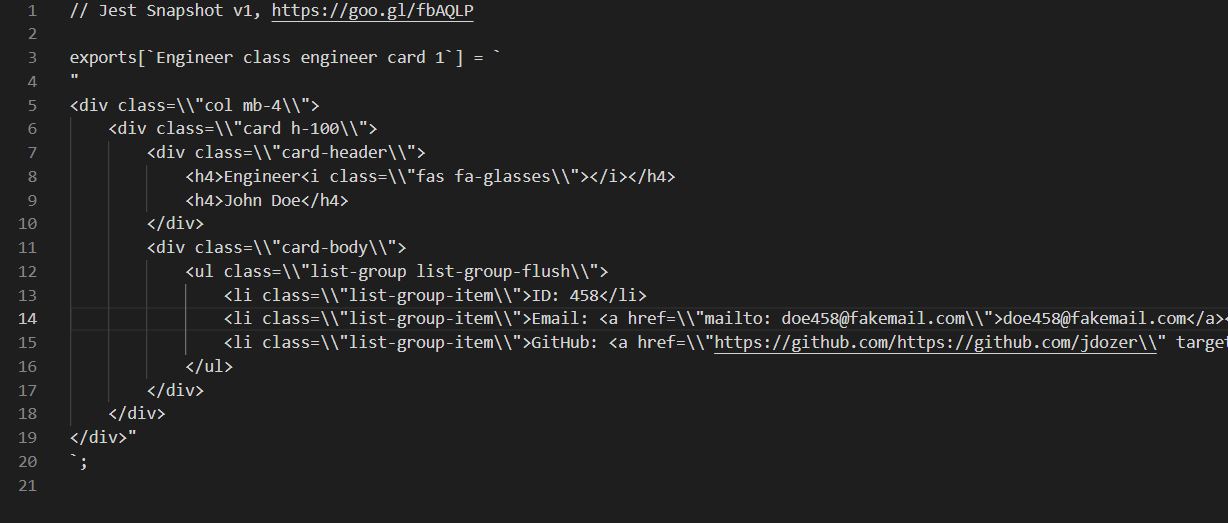 1 // Jest Snapshot v1, https://goo.gl/fbAQLP
2
3 exports[`Engineer class engineer card 1`] = `
4 "
5 <div class=\\"col mb-4\\">
6     <div class=\\"card h-100\\">
7         <div class=\\"card-header\\">
8             <h4>Engineer<i class=\\"fas fa-glasses\\"></i></h4>
9             <h4>John Doe</h4>
10         </div>
11         <div class=\\"card-body\\">
12             <ul class=\\"list-group list-group-flush\\">
13                 <li class=\\"list-group-item\\">ID: 458</li>
14                 <li class=\\"list-group-item\\">Email: <a href=\\"mailto: doe458@fakemail.com\\">doe458@fakemail.com</a><
15                 <li class=\\"list-group-item\\">GitHub: <a href=\\"https://github.com/https://github.com/jdozer\\" target
16             </ul>
17         </div>
18     </div>
19 </div>"
20 `;
21